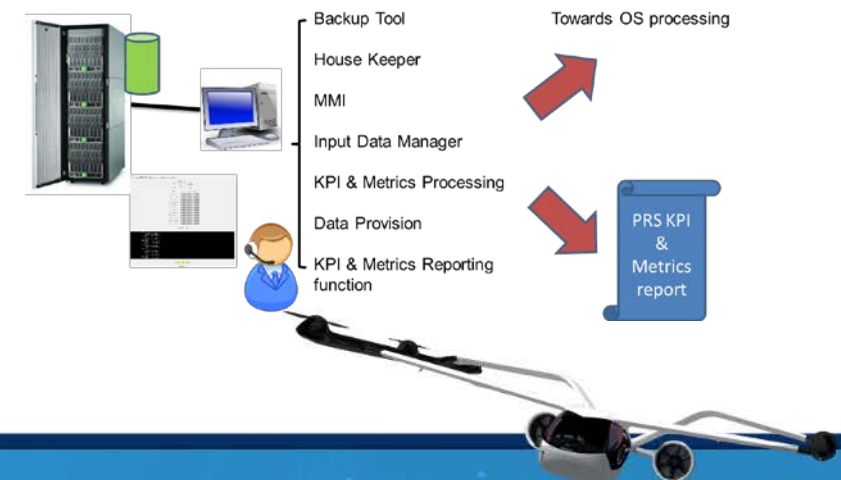 Backup Tool
Towards OS processing
House Keeper
MMI
Input Data Manager
KPI & Metrics Processing
Data Provision
KPI & Metrics Reporting
function
PRS KPI
&
Metrics
report